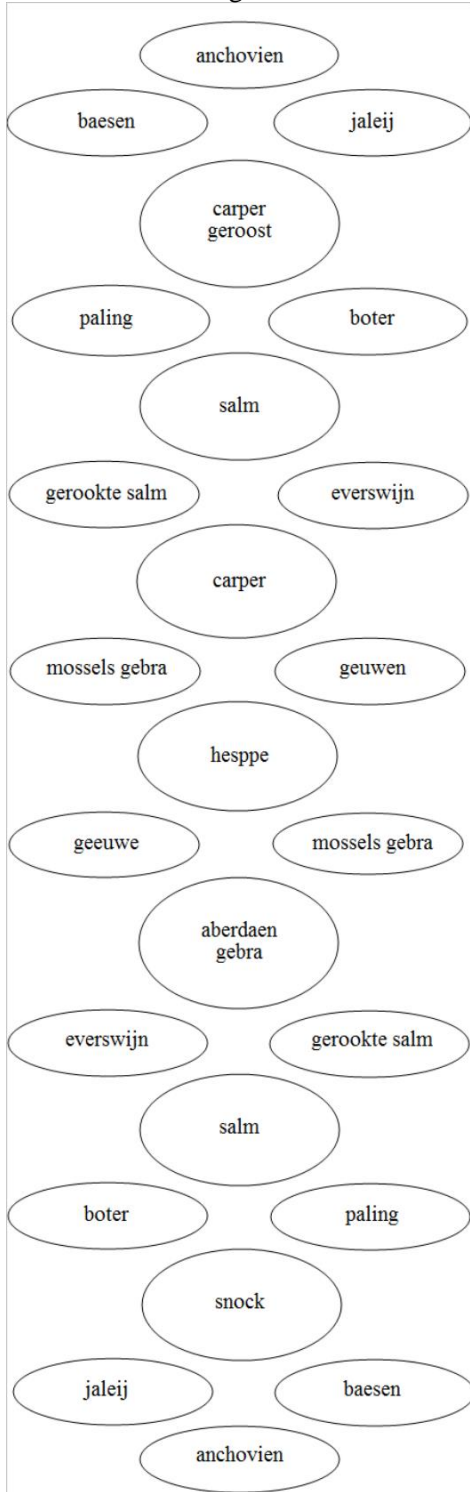 anchovien
baesen
jaleij
carper
geroost
paling
boter
salm
gerookte salm
everswijn
carper
mossels gebra
geuwen
hesppe
geeuwe
mossels gebra
aberdaen
gebra
everswijn
gerookte salm
salm
boter
paling
snock
jaleij
baesen
anchovien